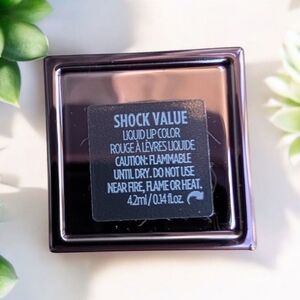 SHOCK VALUE
LIQUID LIP COLOR
ROUGE À LÈVRES LIQUIDE
CAUTION: FLAMMABLE
UNTIL DRY. DO NOT USE
NEAR FIRE, FLAME OR HEAT.
4.2ml / 0.14 fl.oz.